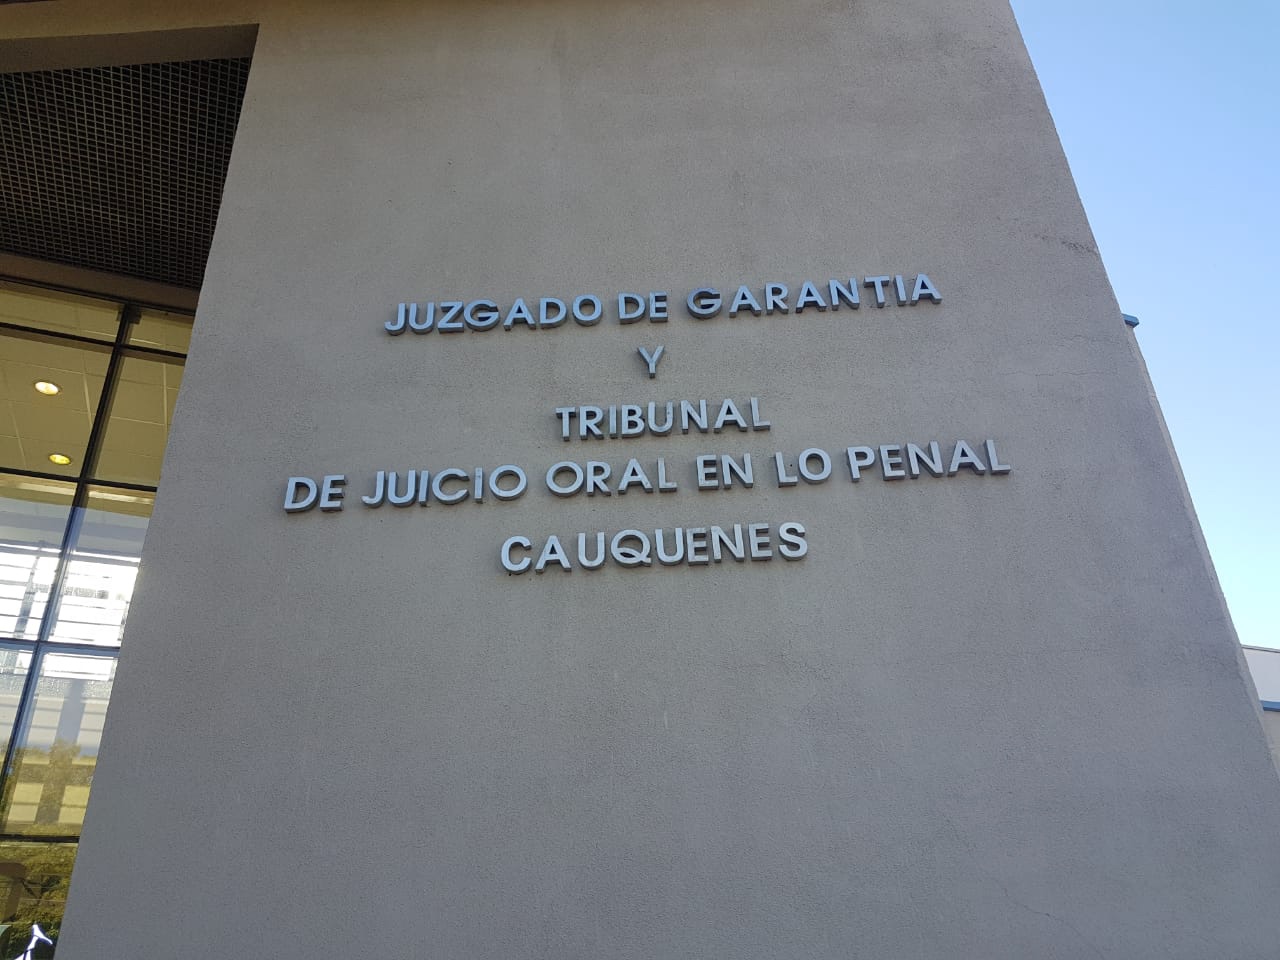 JUZGADO DE GARANTIA
Y
TRIBUNAL
DE JUICIO ORAL EN LO PENAL
CAUQUENES